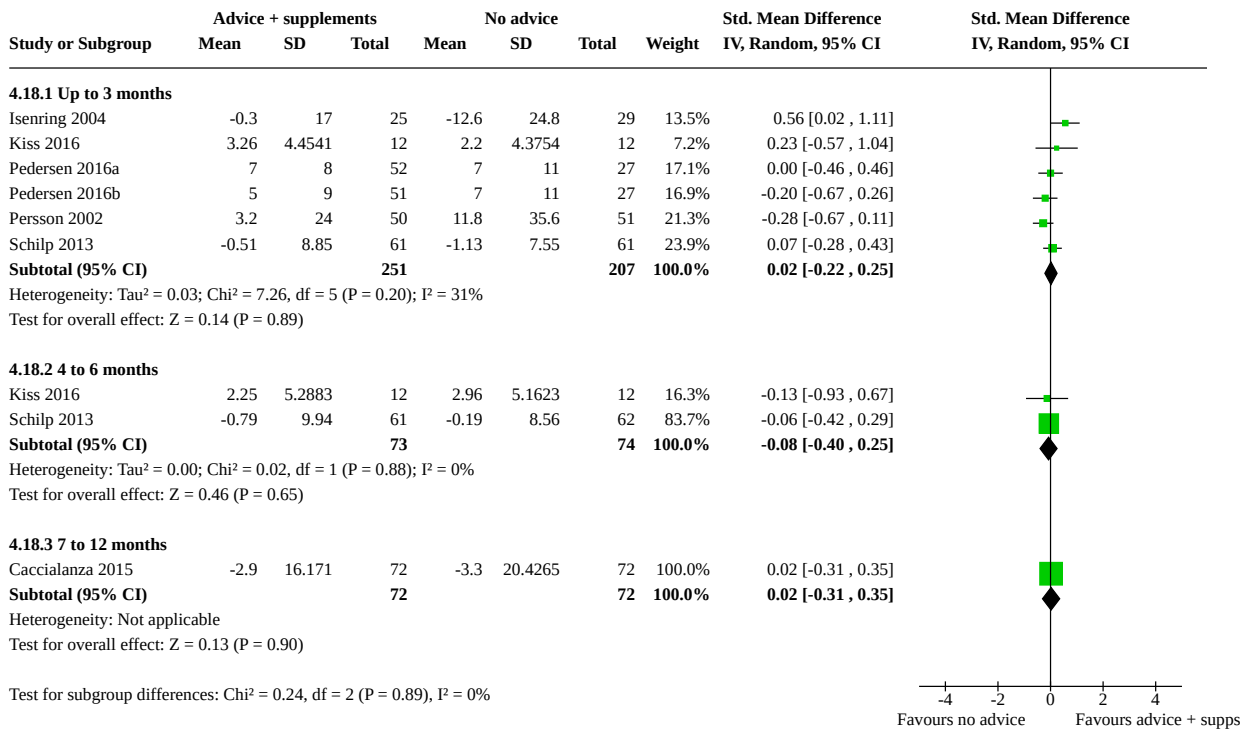 Advice + supplements No advice Std. Mean Difference Std. Mean Difference
Study or Subgroup Mean SD Total Mean SD Total Weight IV, Random, 95% CI IV, Random, 95% CI
4.18.1 Up to 3 months
Isenring 2004 -0.3 17 25 -12.6 24.8 29 13.5% 0.56 [0.02 , 1.11]
Kiss 2016 3.26 4.4541 12 2.2 4.3754 12 7.2% 0.23 [-0.57 , 1.04]
Pedersen 2016a 7 8 52 7 11 27 17.1% 0.00 [-0.46 , 0.46]
Pedersen 2016b 5 9 51 7 11 27 16.9% -0.20 [-0.67 , 0.26]
Persson 2002 3.2 24 50 11.8 35.6 51 21.3% -0.28 [-0.67 , 0.11]
Schilp 2013 -0.51 8.85 61 -1.13 7.55 61 23.9% 0.07 [-0.28 , 0.43]
Subtotal (95% CI) 251 207 100.0% 0.02 [-0.22 , 0.25]
Heterogeneity: Tau² = 0.03; Chi² = 7.26, df = 5 (P = 0.20); I² = 31%
Test for overall effect: Z = 0.14 (P = 0.89)
4.18.2 4 to 6 months
Kiss 2016 2.25 5.2883 12 2.96 5.1623 12 16.3% -0.13 [-0.93 , 0.67]
Schilp 2013 -0.79 9.94 61 -0.19 8.56 62 83.7% -0.06 [-0.42 , 0.29]
Subtotal (95% CI) 73 74 100.0% -0.08 [-0.40 , 0.25]
Heterogeneity: Tau² = 0.00; Chi² = 0.02, df = 1 (P = 0.88); I² = 0%
Test for overall effect: Z = 0.46 (P = 0.65)
4.18.3 7 to 12 months
Caccialanza 2015 -2.9 16.171 72 -3.3 20.4265 72 100.0% 0.02 [-0.31 , 0.35]
Subtotal (95% CI) 72 72 100.0% 0.02 [-0.31 , 0.35]
Heterogeneity: Not applicable
Test for overall effect: Z = 0.13 (P = 0.90)
Test for subgroup differences: Chi² = 0.24, df = 2 (P = 0.89), I² = 0%
-4 -2 0 2 4
Favours no advice Favours advice + supps